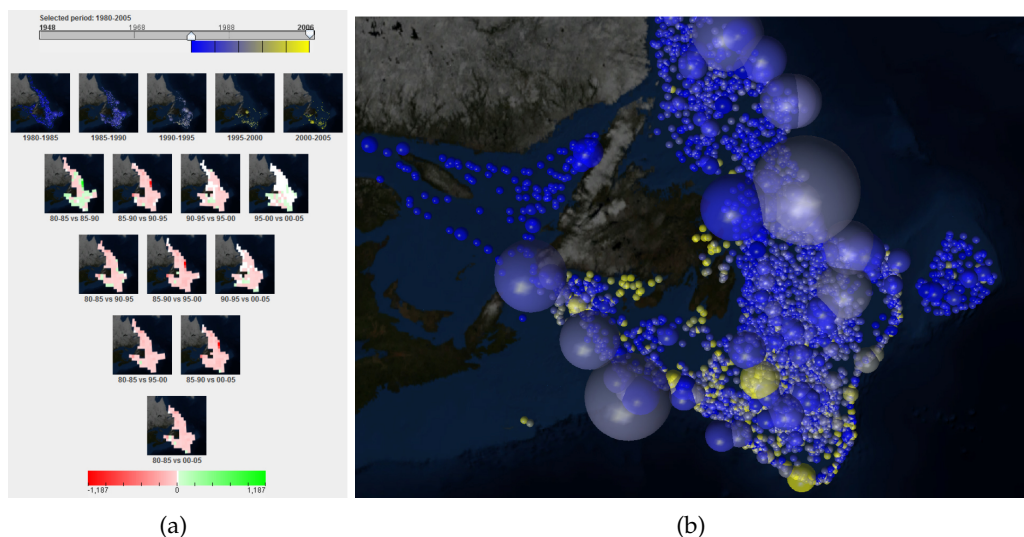 Selected period: 1980-2005
1948 1968 1988 2006
1980-1985 1985-1990 1990-1995 1995-2000 2000-2005
80-85 vs 85-90 85-90 vs 90-95 90-95 vs 95-00 95-00 vs 00-05
80-85 vs 90-95 85-90 vs 95-00 90-95 vs 00-05
80-85 vs 95-00 85-90 vs 00-05
80-85 vs 00-05
-1,187 0 1,187
(a) (b)